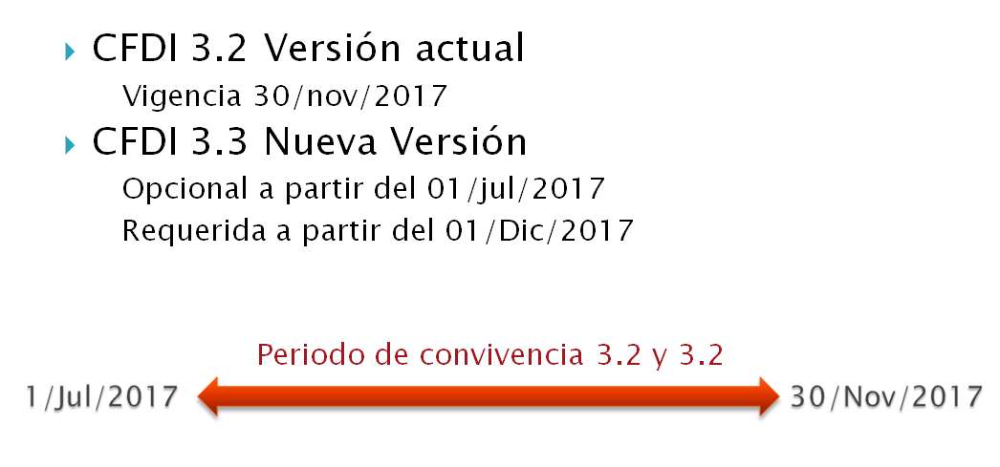 CFDI 3.2 Versión actual
Vigencia 30/nov/2017
CFDI 3.3 Nueva Versión
Opcional a partir del 01/jul/2017
Requerida a partir del 01/Dic/2017
Periodo de convivencia 3.2 y 3.2
1/Jul/2017 30/Nov/2017